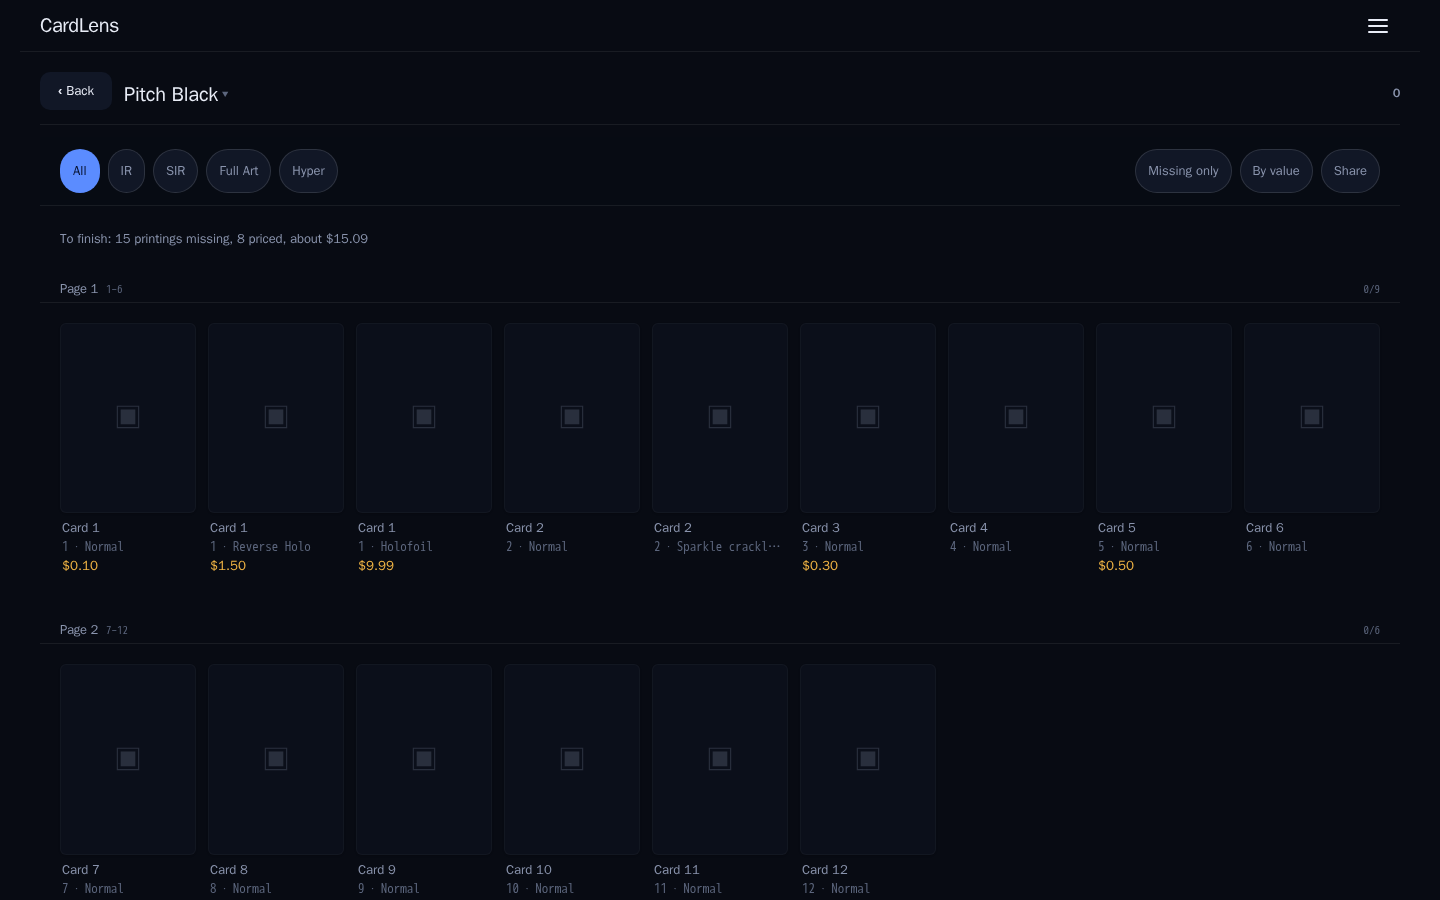 CardLens
‹ Back
Pitch Black ▾
0
All IR SIR Full Art Hyper
Missing only By value Share
To finish: 15 printings missing, 8 priced, about $15.09
Page 1 1–6
0/9
Card 1 Card 1 Card 1 Card 2 Card 2 Card 3 Card 4 Card 5 Card 6
1 · Normal 1 · Reverse Holo 1 · Holofoil 2 · Normal 2 · Sparkle crackl… 3 · Normal 4 · Normal 5 · Normal 6 · Normal
$0.10 $1.50 $9.99 $0.30 $0.50
Page 2 7–12
0/6
Card 7 Card 8 Card 9 Card 10 Card 11 Card 12
7 · Normal 8 · Normal 9 · Normal 10 · Normal 11 · Normal 12 · Normal